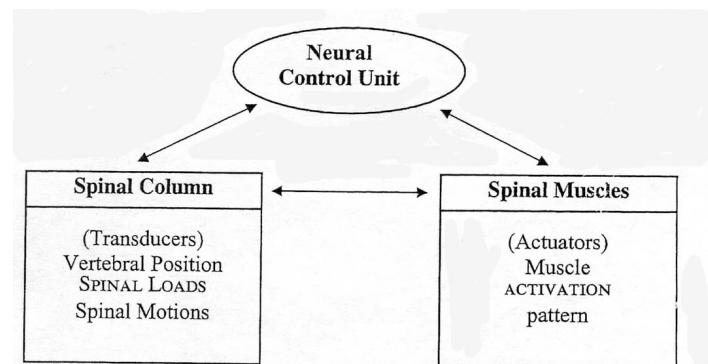 Neural
Control Unit
Spinal Column
(Transducers)
Vertebral Position
SPINAL LOADS
Spinal Motions
Spinal Muscles
(Actuators)
Muscle
ACTIVATION
pattern